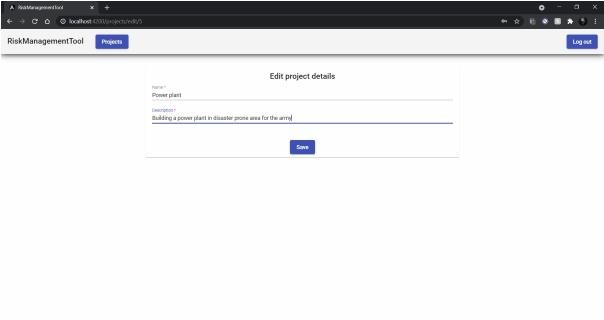 RiskManagementTool
localhost:4200/projects/edit/5
RiskManagementTool
Projects
Log out
Edit project details
Name *
Power plant
Description *
Building a power plant in disaster prone area for the army
Save